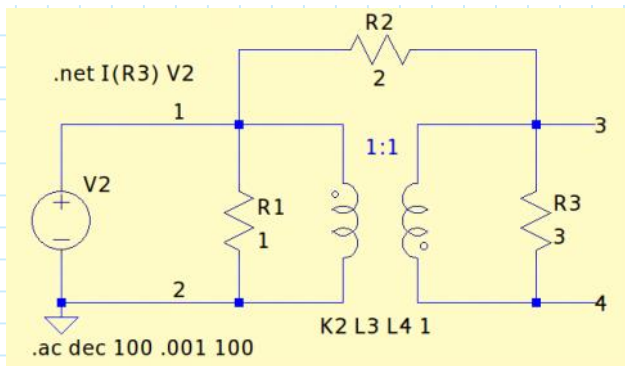 R2
2
.net I(R3) V2
1
3
1:1
V2
+
R1
1
R3
3
−
2
4
K2 L3 L4 1
.ac dec 100 .001 100